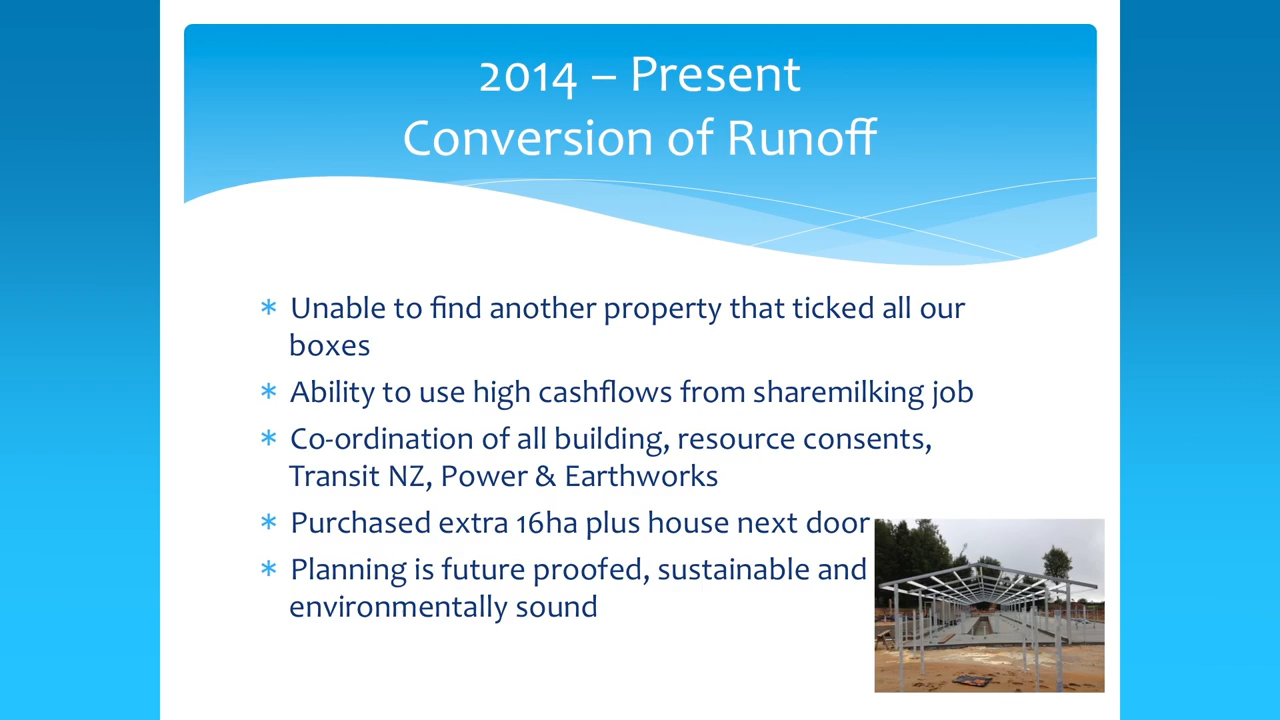 2014 – Present
Conversion of Runoff
* Unable to find another property that ticked all our
boxes
* Ability to use high cashflows from sharemilking job
* Co-ordination of all building, resource consents,
Transit NZ, Power & Earthworks
* Purchased extra 16ha plus house next door
* Planning is future proofed, sustainable and
environmentally sound